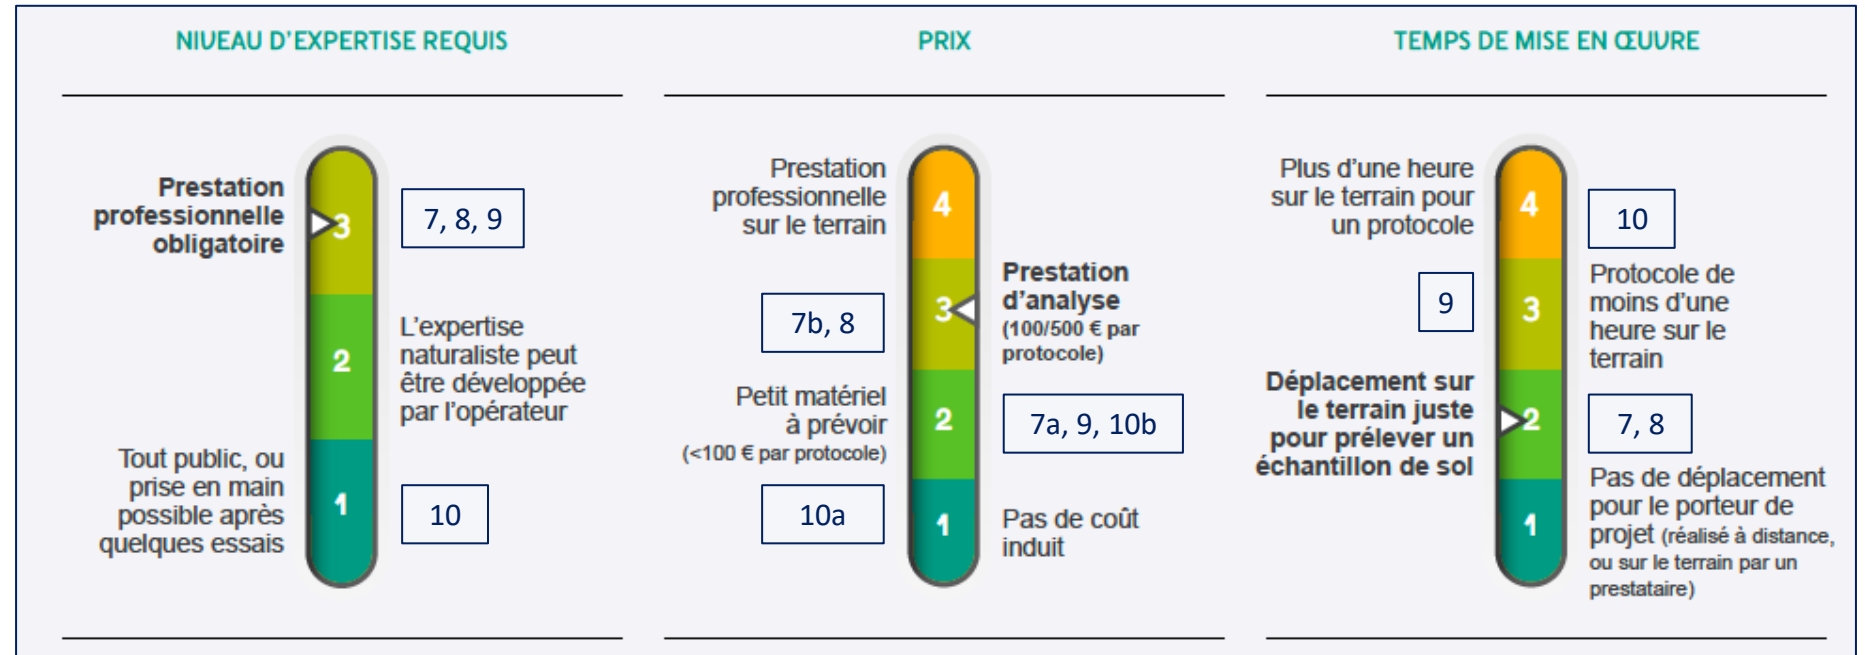 NIVEAU D'EXPERTISE REQUIS
Prestation
professionnelle
obligatoire
3
7, 8, 9
L'expertise
naturaliste peut
être développée
par l'opérateur
2
Tout public, ou
prise en main
possible après
quelques essais
1
10
PRIX
Prestation
professionnelle
sur le terrain
4
Prestation
d'analyse
(100/500 € par
protocole)
3
7b, 8
Petit matériel
à prévoir
(<100 € par protocole)
2
7a, 9, 10b
10a
1
Pas de coût
induit
TEMPS DE MISE EN ŒUVRE
Plus d'une heure
sur le terrain pour
un protocole
4
10
9
3
Protocole de
moins d'une
heure sur le
terrain
Déplacement sur
le terrain juste
pour prélever un
échantillon de sol
2
7, 8
1
Pas de déplacement
pour le porteur de
projet (réalisé à distance,
ou sur le terrain par un
prestataire)